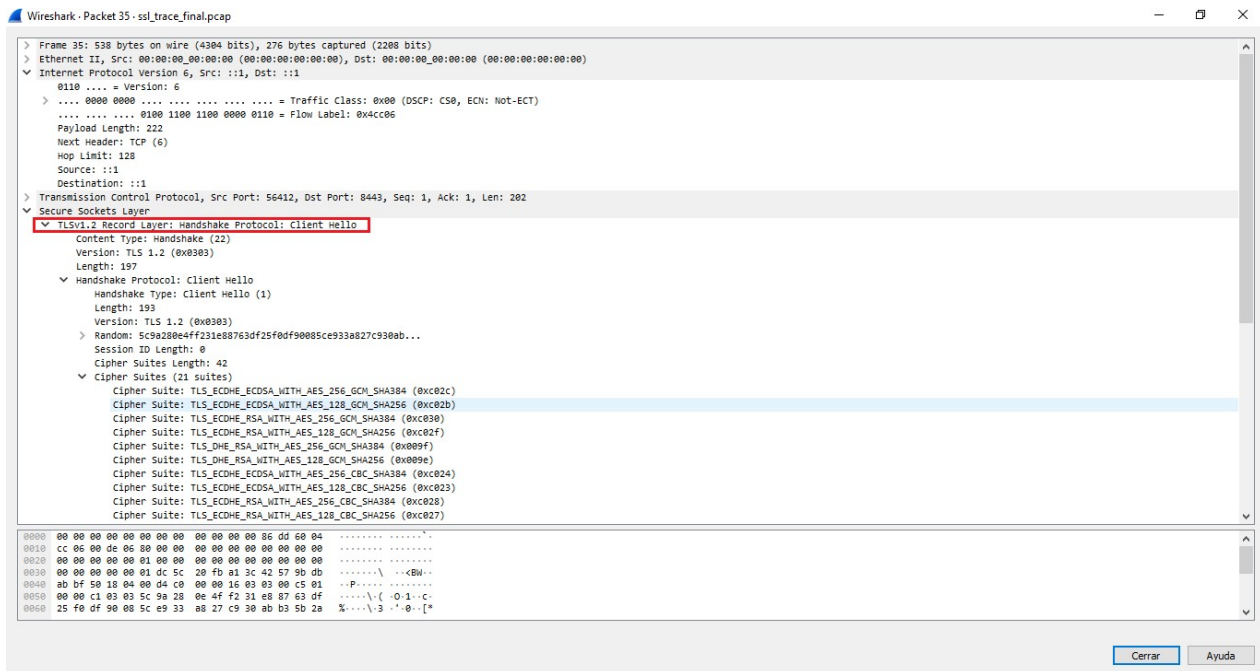 Wireshark · Packet 35 · ssl_trace_final.pcap
Frame 35: 538 bytes on wire (4304 bits), 276 bytes captured (2208 bits)
Ethernet II, Src: 00:00:00_00:00:00 (00:00:00:00:00:00), Dst: 00:00:00_00:00:00 (00:00:00:00:00:00)
Internet Protocol Version 6, Src: ::1, Dst: ::1
0110 .... = Version: 6
.... 0000 0000 .... .... .... .... .... = Traffic Class: 0x00 (DSCP: CS0, ECN: Not-ECT)
.... .... .... 0100 1100 1100 0000 0110 = Flow Label: 0x4cc06
Payload Length: 222
Next Header: TCP (6)
Hop Limit: 128
Source: ::1
Destination: ::1
Transmission Control Protocol, Src Port: 56412, Dst Port: 8443, Seq: 1, Ack: 1, Len: 202
Secure Sockets Layer
TLSv1.2 Record Layer: Handshake Protocol: Client Hello
Content Type: Handshake (22)
Version: TLS 1.2 (0x0303)
Length: 197
Handshake Protocol: Client Hello
Handshake Type: Client Hello (1)
Length: 193
Version: TLS 1.2 (0x0303)
Random: 5c9a280e4ff231e88763df25f0df90085ce933a827c930ab...
Session ID Length: 0
Cipher Suites Length: 42
Cipher Suites (21 suites)
Cipher Suite: TLS_ECDHE_ECDSA_WITH_AES_256_GCM_SHA384 (0xc02c)
Cipher Suite: TLS_ECDHE_ECDSA_WITH_AES_128_GCM_SHA256 (0xc02b)
Cipher Suite: TLS_ECDHE_RSA_WITH_AES_256_GCM_SHA384 (0xc030)
Cipher Suite: TLS_ECDHE_RSA_WITH_AES_128_GCM_SHA256 (0xc02f)
Cipher Suite: TLS_DHE_RSA_WITH_AES_256_GCM_SHA384 (0x009f)
Cipher Suite: TLS_DHE_RSA_WITH_AES_128_GCM_SHA256 (0x009e)
Cipher Suite: TLS_ECDHE_ECDSA_WITH_AES_256_CBC_SHA384 (0xc024)
Cipher Suite: TLS_ECDHE_ECDSA_WITH_AES_128_CBC_SHA256 (0xc023)
Cipher Suite: TLS_ECDHE_RSA_WITH_AES_256_CBC_SHA384 (0xc028)
Cipher Suite: TLS_ECDHE_RSA_WITH_AES_128_CBC_SHA256 (0xc027)
0000 00 00 00 00 00 00 00 00 00 00 00 00 86 dd 60 04 ········ ······`·
0010 cc 06 00 de 06 80 00 00 00 00 00 00 00 00 00 00 ········ ········
0020 00 00 00 00 00 01 00 00 00 00 00 00 00 00 00 00 ········ ········
0030 00 00 00 00 00 01 dc 5c 20 fb a1 3c 42 57 9b db ·······\ ··<BW··
0040 ab bf 50 18 04 00 d4 c0 00 00 16 03 03 00 c5 01 ··P····· ········
0050 00 00 c1 03 03 5c 9a 28 0e 4f f2 31 e8 87 63 df ·····\·( ·O·1··c·
0060 25 f0 df 90 08 5c e9 33 a8 27 c9 30 ab b3 5b 2a %····\·3 ·'·0··[*
Cerrar
Ayuda